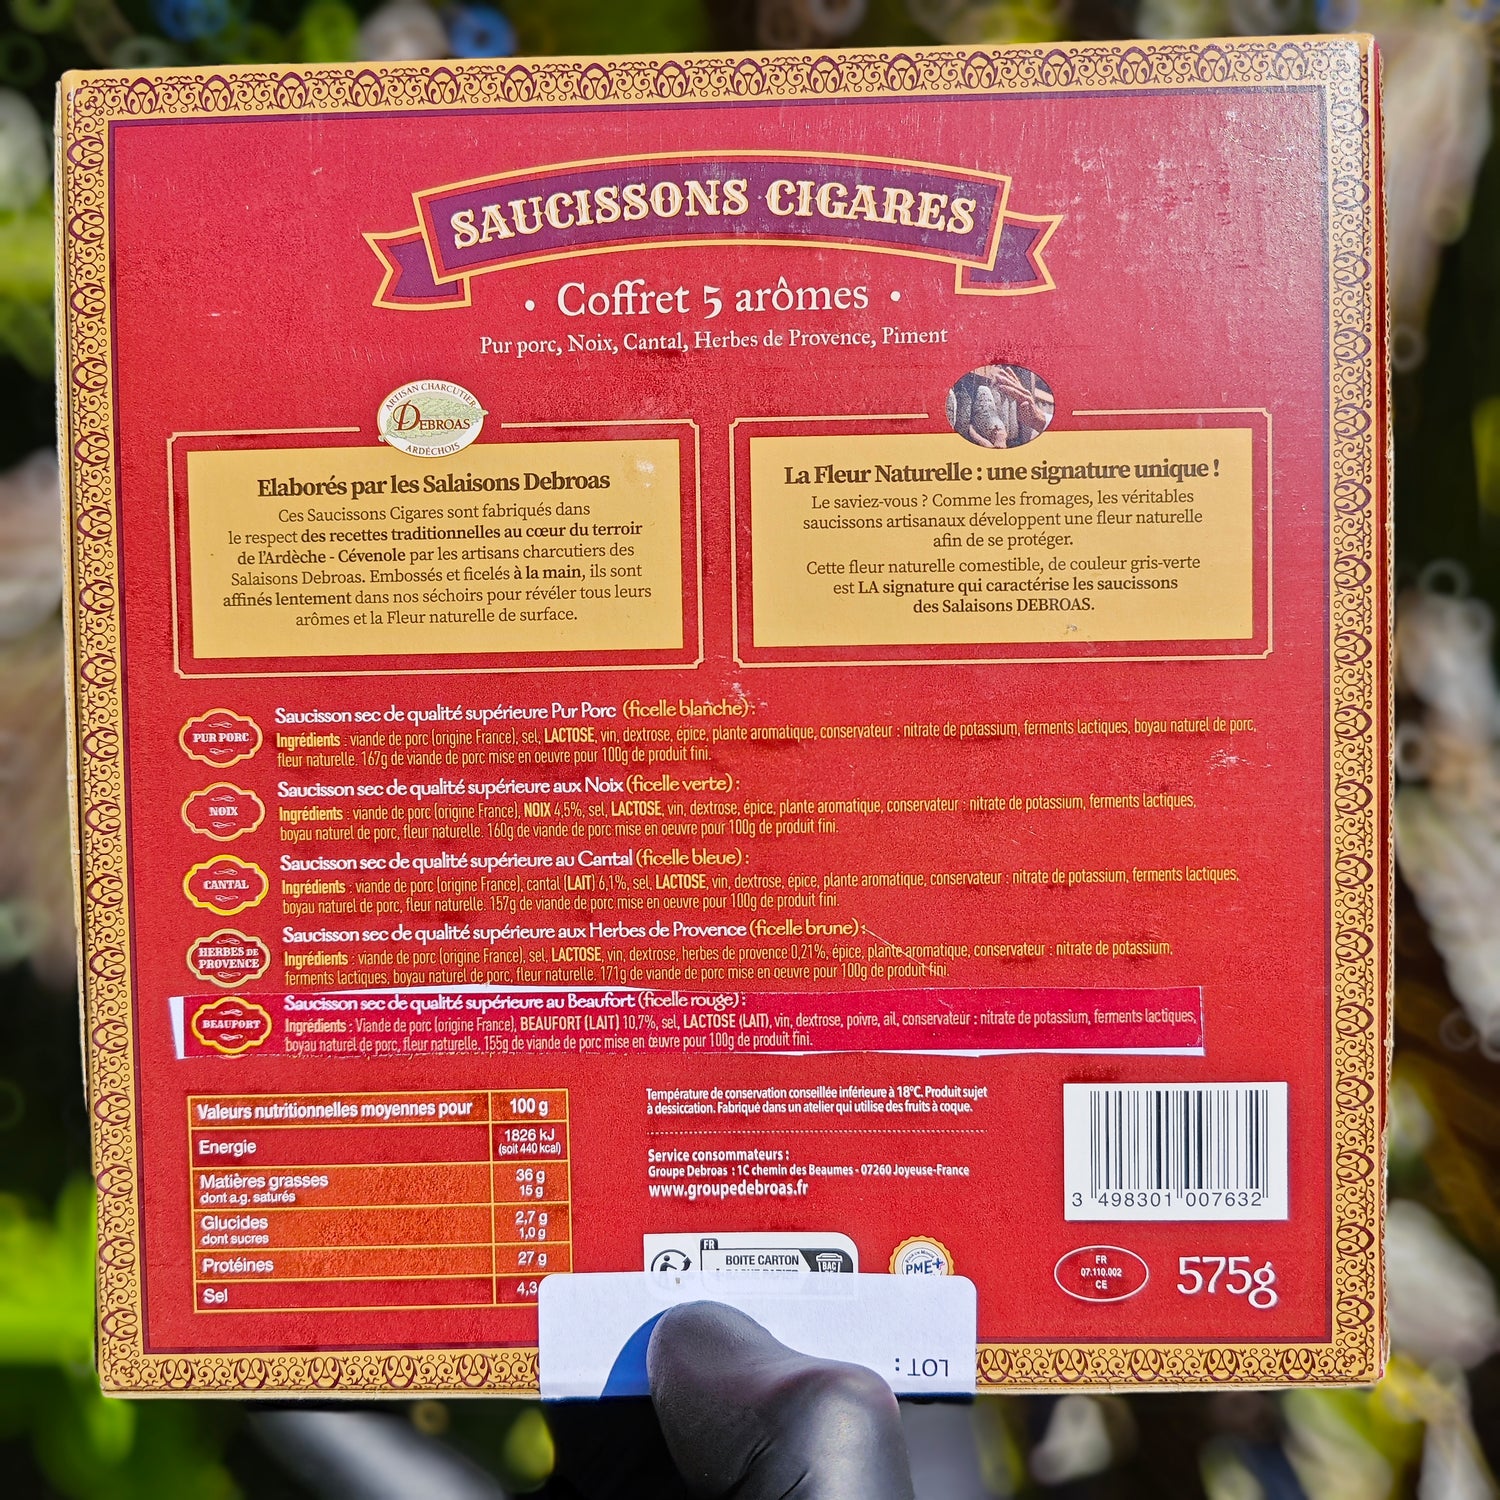 SAUCISSONS CIGARES
• Coffret 5 arômes •
Pur porc, Noix, Cantal, Herbes de Provence, Piment
ARTISAN CHARCUTIER
DEBROAS
ARDÉCHOIS
Elaborés par les Salaisons Debroas
Ces Saucissons Cigares sont fabriqués dans
le respect des recettes traditionnelles au cœur du terroir
de l'Ardèche - Cévenole par les artisans charcutiers des
Salaisons Debroas. Embossés et ficelés à la main, ils sont
affinés lentement dans nos séchoirs pour révéler tous leurs
arômes et la Fleur naturelle de surface.
La Fleur Naturelle : une signature unique !
Le saviez-vous ? Comme les fromages, les véritables
saucissons artisanaux développent une fleur naturelle
afin de se protéger.
Cette fleur naturelle comestible, de couleur gris-verte
est LA signature qui caractérise les saucissons
des Salaisons DEBROAS.
PUR PORC
Saucisson sec de qualité supérieure Pur Porc (ficelle blanche) :
Ingrédients : viande de porc (origine France), sel, LACTOSE, vin, dextrose, épice, plante aromatique, conservateur : nitrate de potassium, ferments lactiques, boyau naturel de porc,
fleur naturelle. 167g de viande de porc mise en oeuvre pour 100g de produit fini.
NOIX
Saucisson sec de qualité supérieure aux Noix (ficelle verte) :
Ingrédients : viande de porc (origine France), NOIX 4,5%, sel, LACTOSE, vin, dextrose, épice, plante aromatique, conservateur : nitrate de potassium, ferments lactiques,
boyau naturel de porc, fleur naturelle. 160g de viande de porc mise en oeuvre pour 100g de produit fini.
CANTAL
Saucisson sec de qualité supérieure au Cantal (ficelle bleue) :
Ingrédients : viande de porc (origine France), cantal (LAIT) 6,1%, sel, LACTOSE, vin, dextrose, épice, plante aromatique, conservateur : nitrate de potassium, ferments lactiques,
boyau naturel de porc, fleur naturelle. 157g de viande de porc mise en oeuvre pour 100g de produit fini.
HERBES DE
PROVENCE
Saucisson sec de qualité supérieure aux Herbes de Provence (ficelle brune) :
Ingrédients : viande de porc (origine France), sel, LACTOSE, vin, dextrose, herbes de provence 0,21%, épice, plante aromatique, conservateur : nitrate de potassium,
ferments lactiques, boyau naturel de porc, fleur naturelle. 171g de viande de porc mise en oeuvre pour 100g de produit fini.
BEAUFORT
Saucisson sec de qualité supérieure au Beaufort (ficelle rouge) :
Ingrédients : Viande de porc (origine France), BEAUFORT (LAIT) 10,7%, sel, LACTOSE (LAIT), vin, dextrose, poivre, ail, conservateur : nitrate de potassium, ferments lactiques,
boyau naturel de porc, fleur naturelle. 155g de viande de porc mise en œuvre pour 100g de produit fini.
Valeurs nutritionnelles moyennes pour 100 g
Energie 1826 kJ
(soit 440 kcal)
Matières grasses 36 g
dont a.g. saturés 15 g
Glucides 2,7 g
dont sucres 1,0 g
Protéines 27 g
Sel 4,3
Température de conservation conseillée inférieure à 18°C. Produit sujet
à dessiccation. Fabriqué dans un atelier qui utilise des fruits à coque.
Service consommateurs :
Groupe Debroas : 1C chemin des Beaumes - 07260 Joyeuse-France
www.groupedebroas.fr
FR
BOITE CARTON
BAC
PME+
3 498301 007632
FR
07.110.002
CE
575g
LOT :